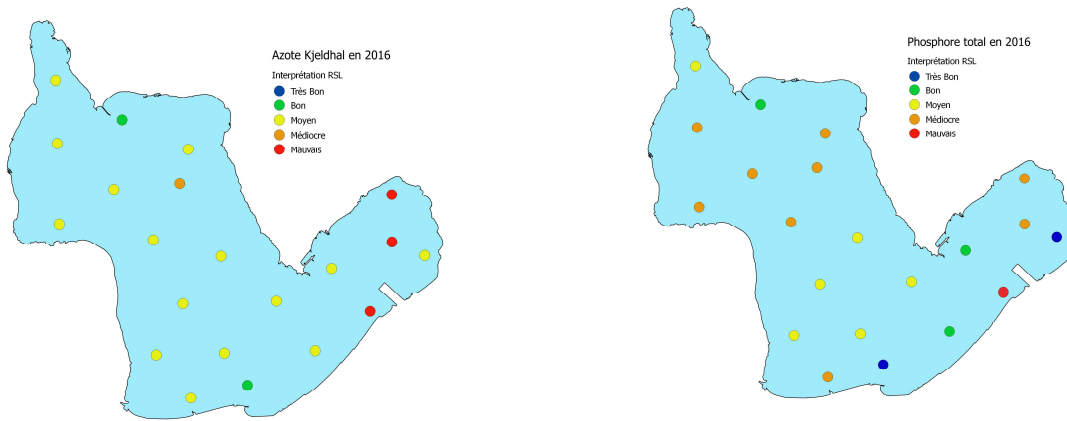 Azote Kjeldhal en 2016
Interprétation RSL
Très Bon
Bon
Moyen
Médiocre
Mauvais
Phosphore total en 2016
Interprétation RSL
Très Bon
Bon
Moyen
Médiocre
Mauvais